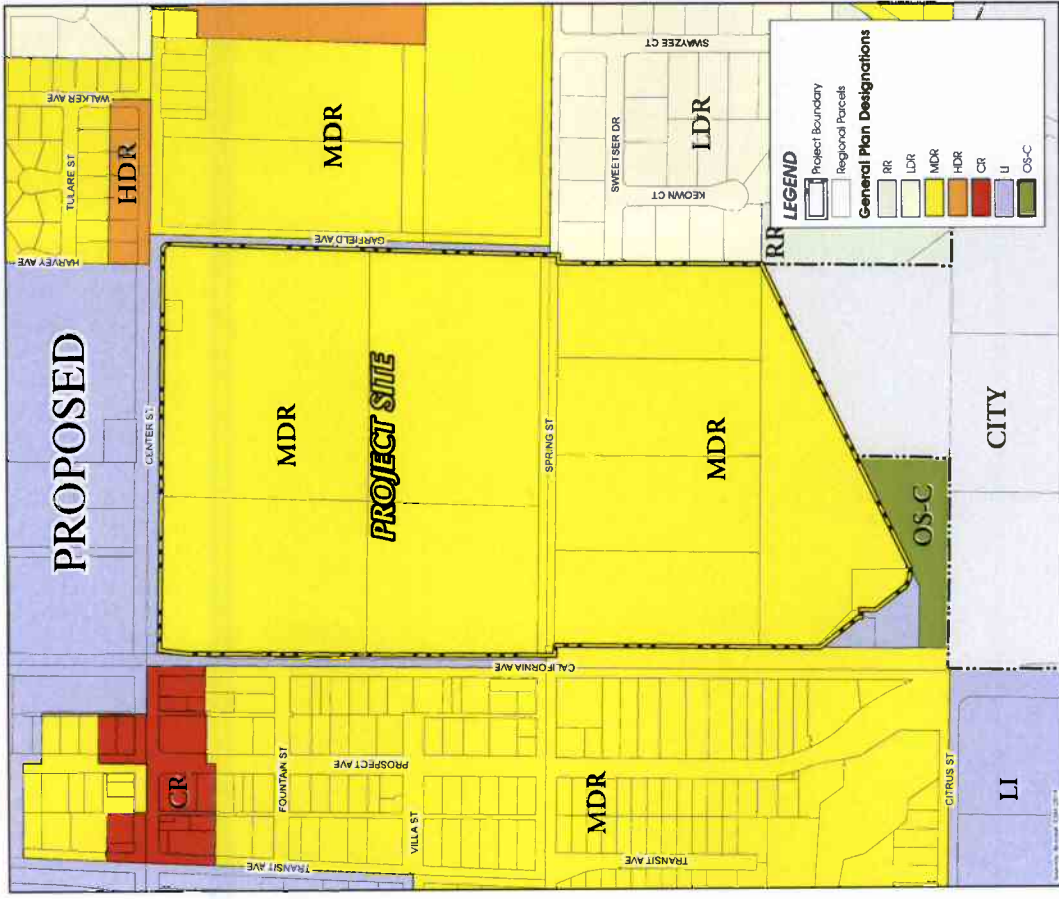 PROPOSED
WALKER AVE
TULARE ST
HARVEY AVE
HDR
CENTER ST
MDR
GARFIELD AVE
MDR
PROJECT SITE
SWAYZEE CT
SWEETSER DR
KEOWN CT
LDR
RR
SPRING ST
MDR
CALIFORNIA AVE
CR
FOUNTAIN ST
PROSPECT AVE
VILLA ST
TRANSIT AVE
MDR
TRANSIT AVE
CITRUS ST
LI
OS-C
CITY
LEGEND
Project Boundary
Regional Parcels
General Plan Designations
RR
LDR
MDR
HDR
CR
LI
OS-C